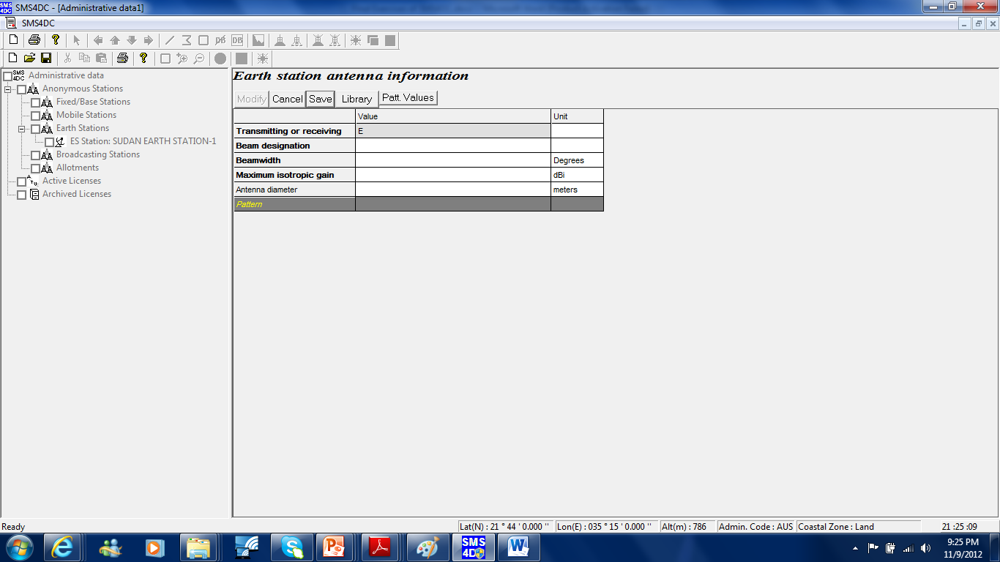 SMS4DC - [Administrative data1]
SMS4DC
Administrative data
Anonymous Stations
Fixed/Base Stations
Mobile Stations
Earth Stations
ES Station: SUDAN EARTH STATION-1
Broadcasting Stations
Allotments
Active Licenses
Archived Licenses
Earth station antenna information
Modify Cancel Save Library Patt. Values
Value Unit
Transmitting or receiving E
Beam designation
Beamwidth Degrees
Maximum isotropic gain dBi
Antenna diameter meters
Pattern
Ready Lat(N) : 21 ° 44 ' 0.000 '' Lon(E) : 035 ° 15 ' 0.000 '' Alt(m) : 786 Admin. Code : AUS Coastal Zone : Land 21 :25 :09
9:25 PM
11/9/2012